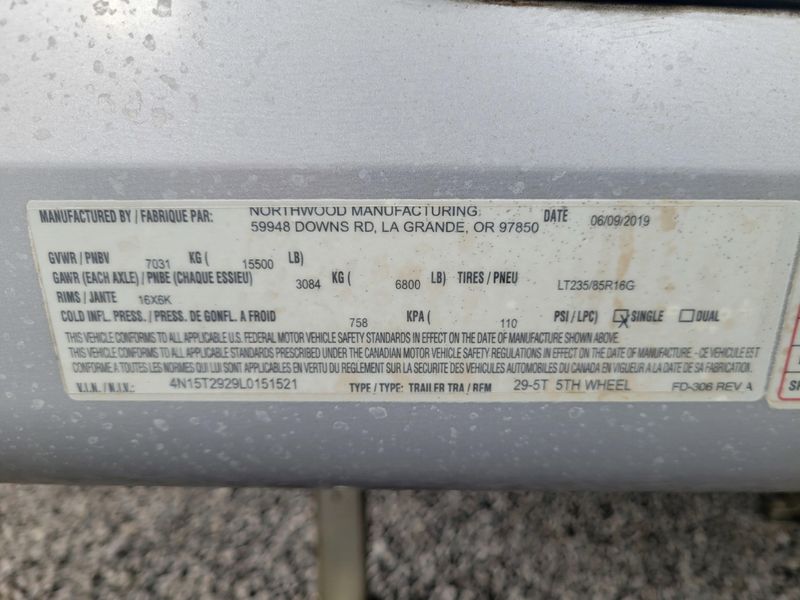 MANUFACTURED BY / FABRIQUE PAR: NORTHWOOD MANUFACTURING DATE 06/09/2019
59948 DOWNS RD, LA GRANDE, OR 97850
GVWR / PNBV 7031 KG ( 15500 LB)
GAWR (EACH AXLE) / PNBE (CHAQUE ESSIEU) 3084 KG ( 6800 LB) TIRES / PNEU LT235/85R16G
RIMS / JANTE 16X6K
COLD INFL. PRESS. / PRESS. DE GONFL. A FROID 758 KPA ( 110 PSI / LPC) SINGLE DUAL
THIS VEHICLE CONFORMS TO ALL APPLICABLE U.S. FEDERAL MOTOR VEHICLE SAFETY STANDARDS IN EFFECT ON THE DATE OF MANUFACTURE SHOWN ABOVE.
THIS VEHICLE CONFORMS TO ALL APPLICABLE STANDARDS PRESCRIBED UNDER THE CANADIAN MOTOR VEHICLE SAFETY REGULATIONS IN EFFECT ON THE DATE OF MANUFACTURE. - CE VEHICULE EST
CONFORME A TOUTES LES NORMES QUI LUI SONT APPLICABLES EN VERTU DU REGLEMENT SUR LA SECURITE DES VEHICULES AUTOMOBILES DU CANADA EN VIGUEUR A LA DATE DE SA FABRICATION.
V.I.N. / N.I.V.: 4N15T2929L0151521 TYPE / TYPE: TRAILER TRA / REM 29-5T 5TH WHEEL FD-306 REV A